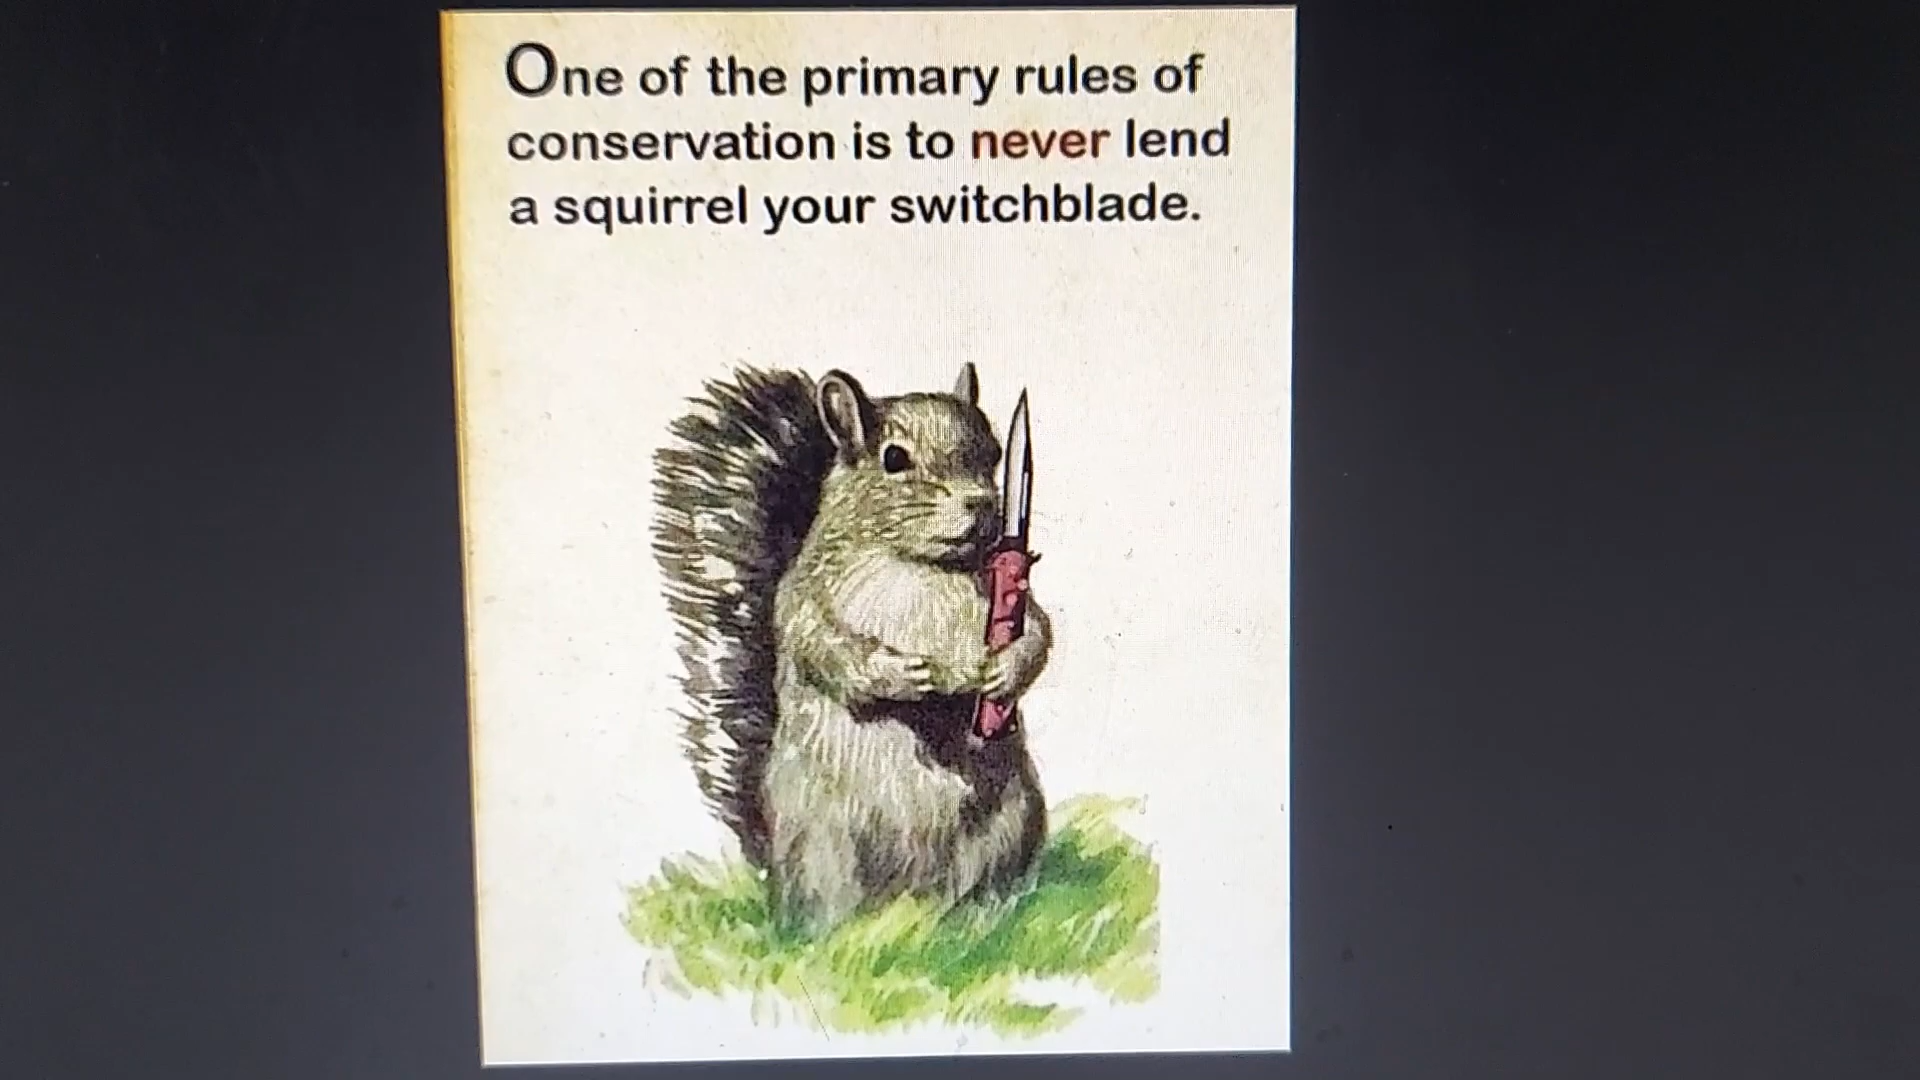 One of the primary rules of
conservation is to never lend
a squirrel your switchblade.